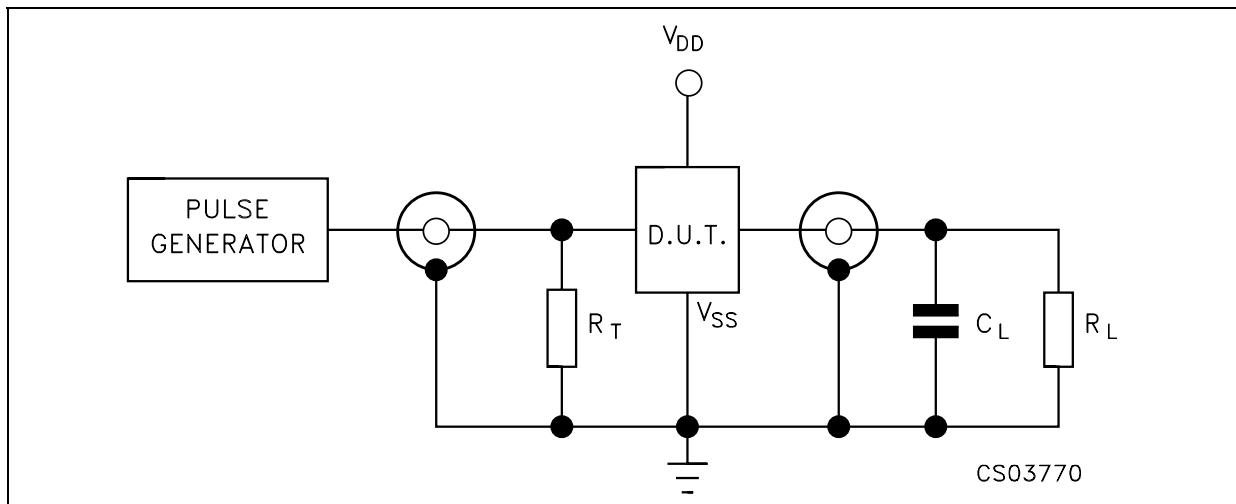 VDD
PULSE
GENERATOR
D.U.T.
RT
VSS
CL
RL
CS03770